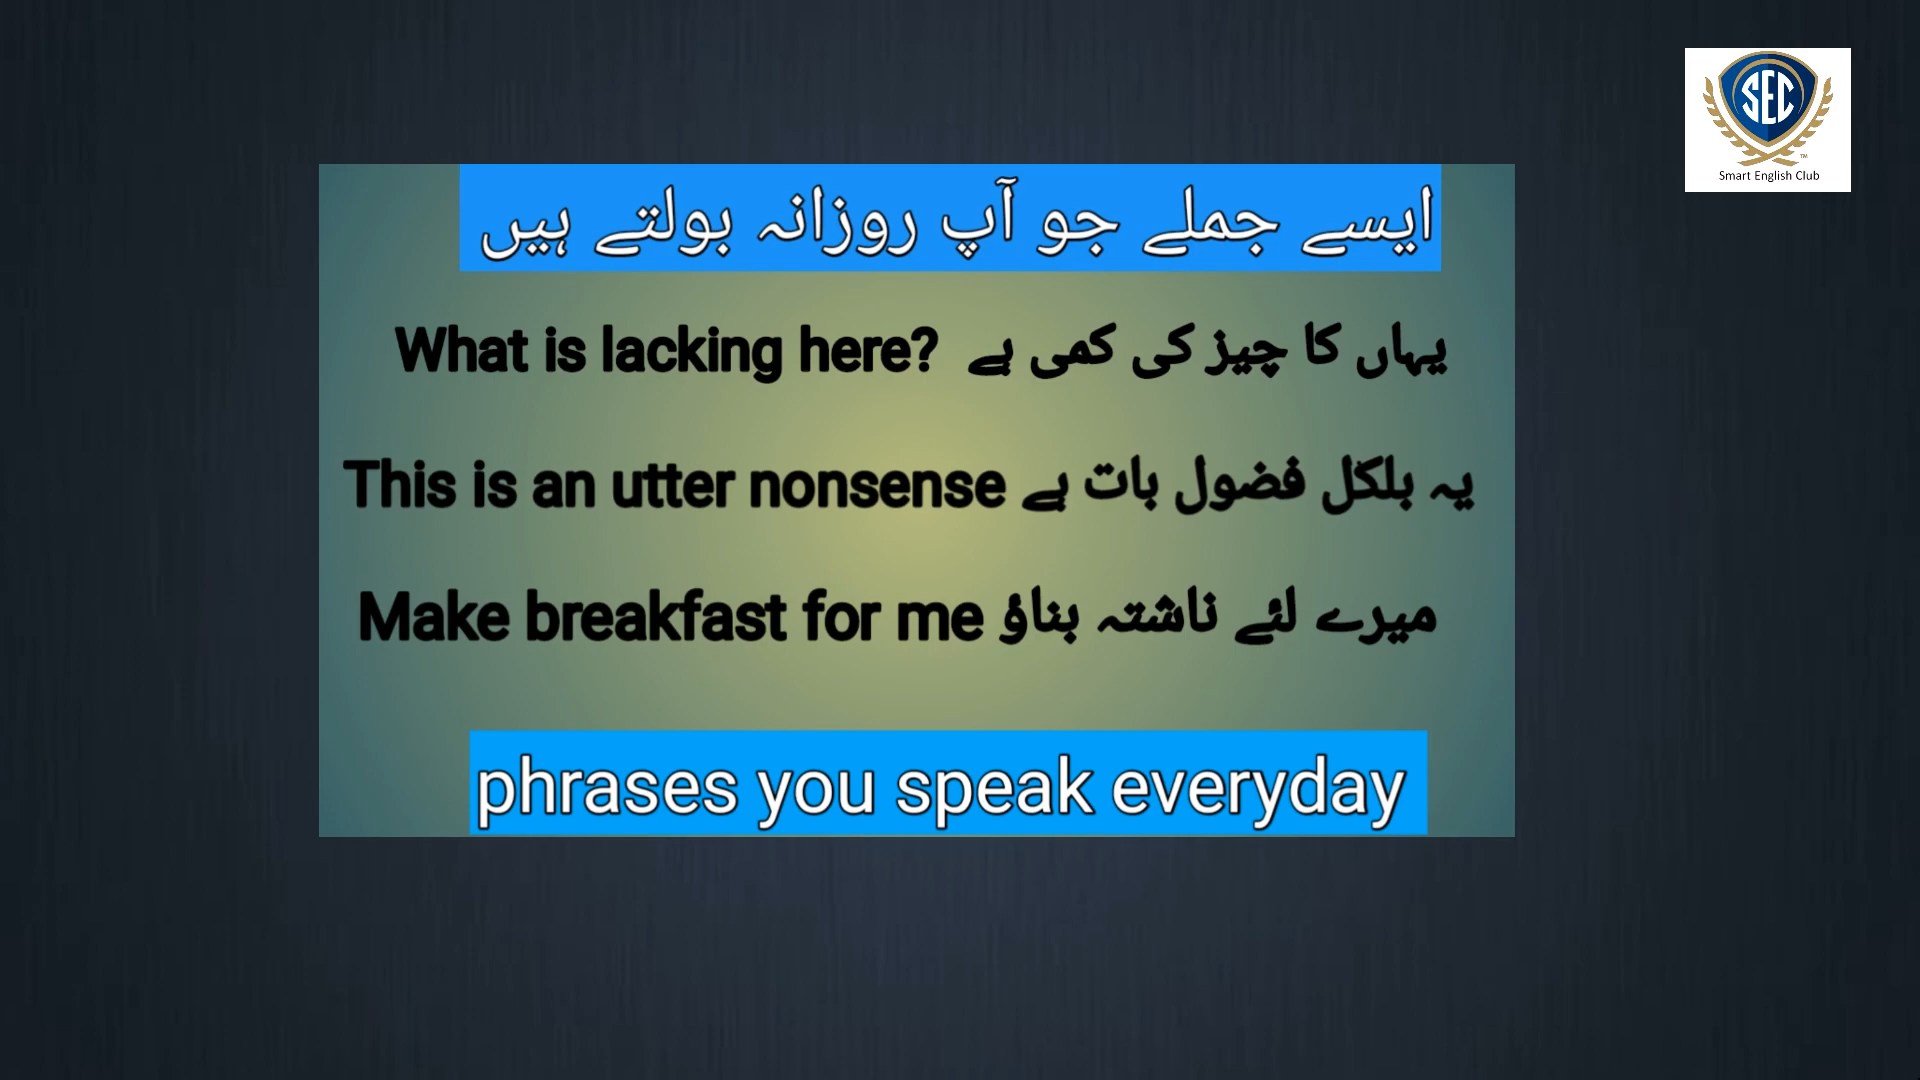 SEC
TM
Smart English Club
ایسے جملے جو آپ روزانہ بولتے ہیں
What is lacking here? یہاں کا چیز کی کمی ہے
This is an utter nonsense یہ بلکل فضول بات ہے
Make breakfast for me میرے لئے ناشتہ بناؤ
phrases you speak everyday